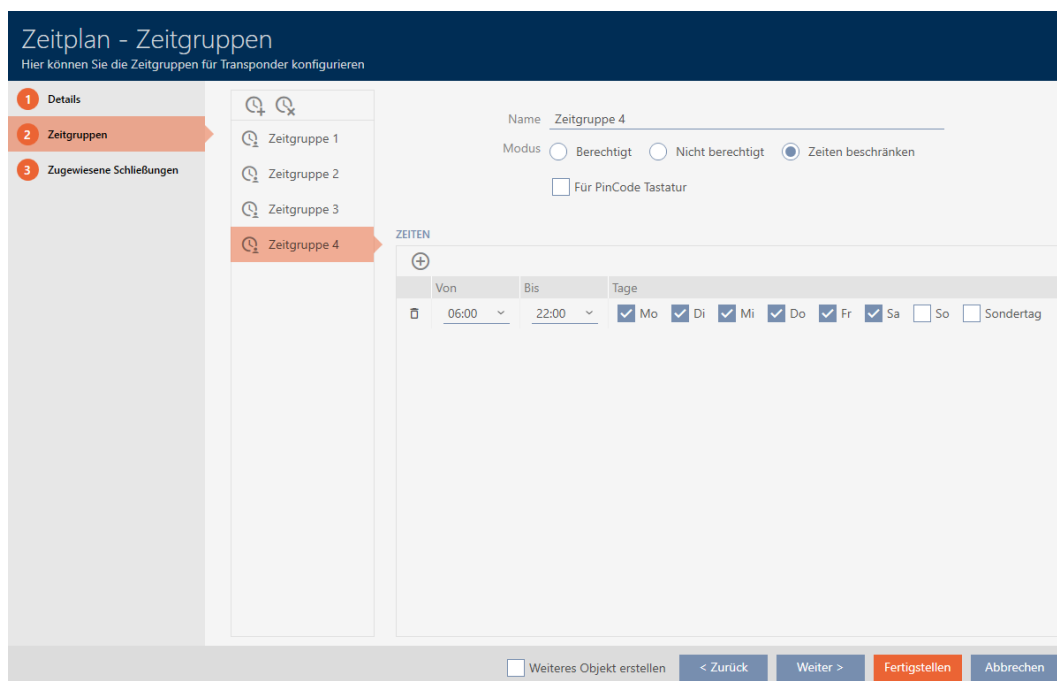 Zeitplan - Zeitgruppen
Hier können Sie die Zeitgruppen für Transponder konfigurieren
1 Details
2 Zeitgruppen
3 Zugewiesene Schließungen
Zeitgruppe 1
Zeitgruppe 2
Zeitgruppe 3
Zeitgruppe 4
Name Zeitgruppe 4
Modus Berechtigt Nicht berechtigt Zeiten beschränken
Für PinCode Tastatur
ZEITEN
Von Bis Tage
06:00 22:00 Mo Di Mi Do Fr Sa So Sondertag
Weiteres Objekt erstellen < Zurück Weiter > Fertigstellen Abbrechen